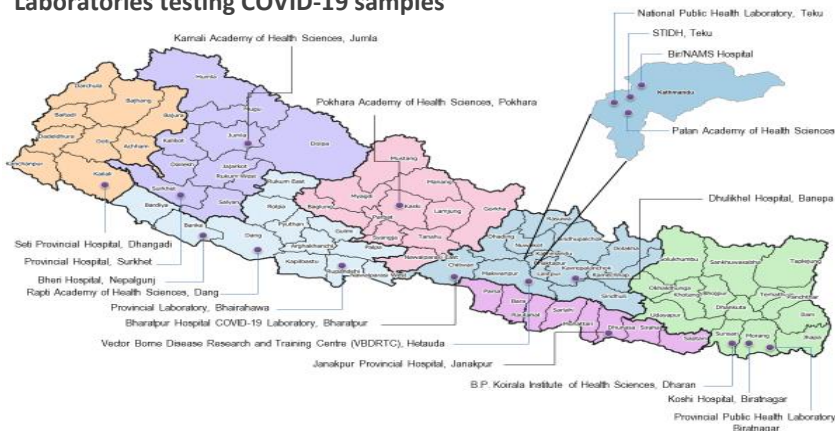 Laboratories testing COVID-19 samples
National Public Health Laboratory, Teku
STIDH, Teku
Bir/NAMS Hospital
Karnali Academy of Health Sciences, Jumla
Pokhara Academy of Health Sciences, Pokhara
Kathmandu
Patan Academy of Health Sciences
Dhulikhel Hospital, Banepa
Darchula
Bajhang
Humla
Baitadi
Bajura
Mugu
Dadeldhura
Doti
Achham
Kalikot
Jumla
Dolpa
Kanchanpur
Kailali
Dailekh
Jajarkot
Rukum West
Surkhet
Salyan
Rukum East
Mustang
Manang
Myagdi
Kaski
Bardiya
Banke
Rolpa
Baglung
Parbat
Lamjung
Gorkha
Dang
Pyuthan
Gulmi
Syangja
Tanahu
Rasuwa
Arghakhanchi
Palpa
Dhading
Nuwakot
Sindhupalchok
Dolakha
Kapilbastu
Rupandehi
Nawalparasi East
Nawalparasi West
Chitwan
Makwanpur
Lalitpur
Sindhuli
Solukhumbu
Sankhuwasabha
Taplejung
Okhaldhunga
Khotang
Bhojpur
Panchthar
Dhankuta
Ilam
Udayapur
Parsa
Bara
Rautahat
Sarlahi
Mahottari
Dhanusa
Siraha
Saptari
Sunsari
Morang
Jhapa
Seti Provincial Hospital, Dhangadi
Provincial Hospital, Surkhet
Bheri Hospital, Nepalgunj
Rapti Academy of Health Sciences, Dang
Provincial Laboratory, Bhairahawa
Bharatpur Hospital COVID-19 Laboratory, Bharatpur
Vector Borne Disease Research and Training Centre (VBDRTC), Hetauda
Janakpur Provincial Hospital, Janakpur
B.P. Koirala Institute of Health Sciences, Dharan
Koshi Hospital, Biratnagar
Provincial Public Health Laboratory
Biratnagar